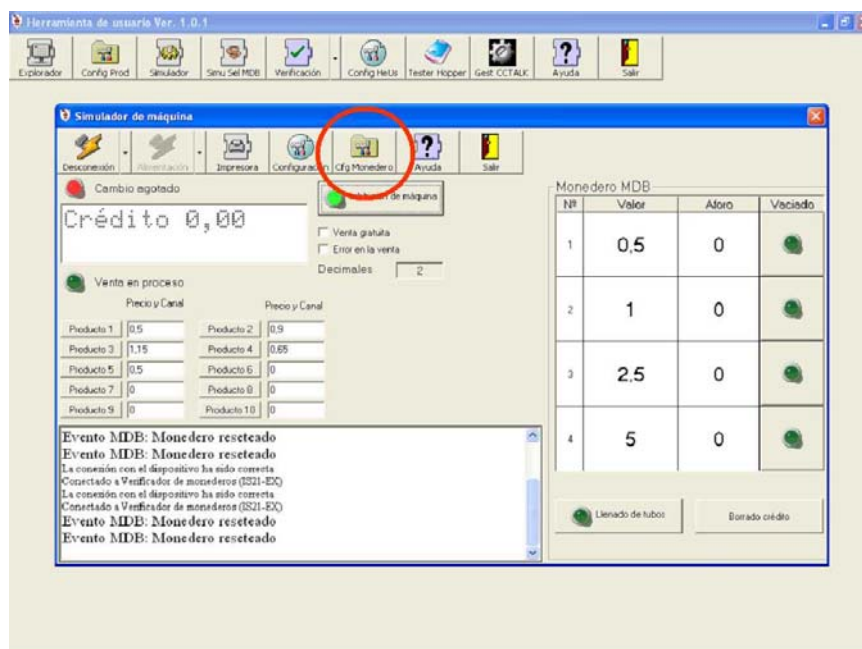 Herramienta de usuario Ver. 1.0.1
Explorador Config Prod Simulador Simu Sel MDB Verificación Config HeUs Tester Hopper Gest CCTALK Ayuda Salir
Simulador de máquina
Desconexión Alimentación Impresora Configuración Cfg Monedero Ayuda Salir
Cambio agotado
Crédito 0,00
de máquina
Venta gratuita
Error en la venta
Decimales 2
Venta en proceso
Precio y Canal Precio y Canal
Producto 1 0,5 Producto 2 0,9
Producto 3 1,15 Producto 4 0,65
Producto 5 0,5 Producto 6 0
Producto 7 0 Producto 8 0
Producto 9 0 Producto 10 0
Evento MDB: Monedero reseteado
Evento MDB: Monedero reseteado
La conexión con el dispositivo ha sido correcta
Conectado a Verificador de monederos (IS21-EX)
La conexión con el dispositivo ha sido correcta
Conectado a Verificador de monederos (IS21-EX)
Evento MDB: Monedero reseteado
Evento MDB: Monedero reseteado
Monedero MDB
Nº Valor Aforo Vaciado
1 0,5 0
2 1 0
3 2,5 0
4 5 0
Llenado de tubos Borrado crédito